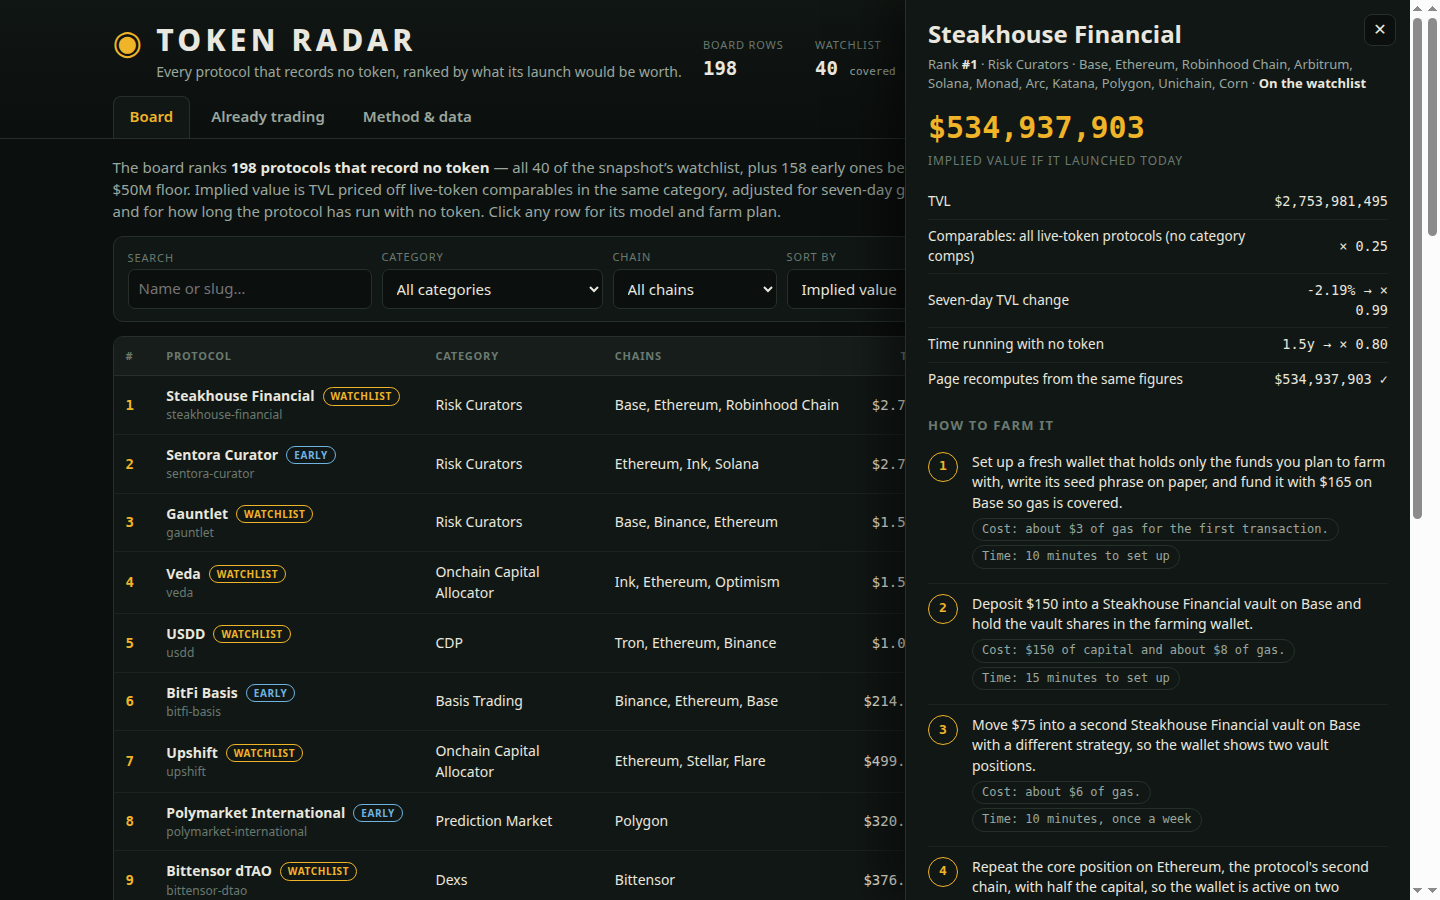 TOKEN RADAR
Every protocol that records no token, ranked by what its launch would be worth.
BOARD ROWS
198
WATCHLIST
40 covered
Board
Already trading
Method & data
The board ranks 198 protocols that record no token — all 40 of the snapshot's watchlist, plus 158 early ones be
$50M floor. Implied value is TVL priced off live-token comparables in the same category, adjusted for seven-day g
and for how long the protocol has run with no token. Click any row for its model and farm plan.
SEARCH
Name or slug...
CATEGORY
All categories
CHAIN
All chains
SORT BY
Implied value
# PROTOCOL CATEGORY CHAINS T
1 Steakhouse Financial WATCHLIST Risk Curators Base, Ethereum, Robinhood Chain $2.7
steakhouse-financial
2 Sentora Curator EARLY Risk Curators Ethereum, Ink, Solana $2.7
sentora-curator
3 Gauntlet WATCHLIST Risk Curators Base, Binance, Ethereum $1.5
gauntlet
4 Veda WATCHLIST Onchain Capital Allocator Ink, Ethereum, Optimism $1.5
veda
5 USDD WATCHLIST CDP Tron, Ethereum, Binance $1.0
usdd
6 BitFi Basis EARLY Basis Trading Binance, Ethereum, Base $214.
bitfi-basis
7 Upshift WATCHLIST Onchain Capital Allocator Ethereum, Stellar, Flare $499.
upshift
8 Polymarket International EARLY Prediction Market Polygon $320.
polymarket-international
9 Bittensor dTAO WATCHLIST Dexs Bittensor $376.
bittensor-dtao
Steakhouse Financial
✕
Rank #1 · Risk Curators · Base, Ethereum, Robinhood Chain, Arbitrum,
Solana, Monad, Arc, Katana, Polygon, Unichain, Corn · On the watchlist
$534,937,903
IMPLIED VALUE IF IT LAUNCHED TODAY
TVL $2,753,981,495
Comparables: all live-token protocols (no category
comps) × 0.25
Seven-day TVL change -2.19% → ×
0.99
Time running with no token 1.5y → × 0.80
Page recomputes from the same figures $534,937,903 ✓
HOW TO FARM IT
1
Set up a fresh wallet that holds only the funds you plan to farm
with, write its seed phrase on paper, and fund it with $165 on
Base so gas is covered.
Cost: about $3 of gas for the first transaction.
Time: 10 minutes to set up
2
Deposit $150 into a Steakhouse Financial vault on Base and
hold the vault shares in the farming wallet.
Cost: $150 of capital and about $8 of gas.
Time: 15 minutes to set up
3
Move $75 into a second Steakhouse Financial vault on Base
with a different strategy, so the wallet shows two vault
positions.
Cost: about $6 of gas.
Time: 10 minutes, once a week
4
Repeat the core position on Ethereum, the protocol's second
chain, with half the capital, so the wallet is active on two